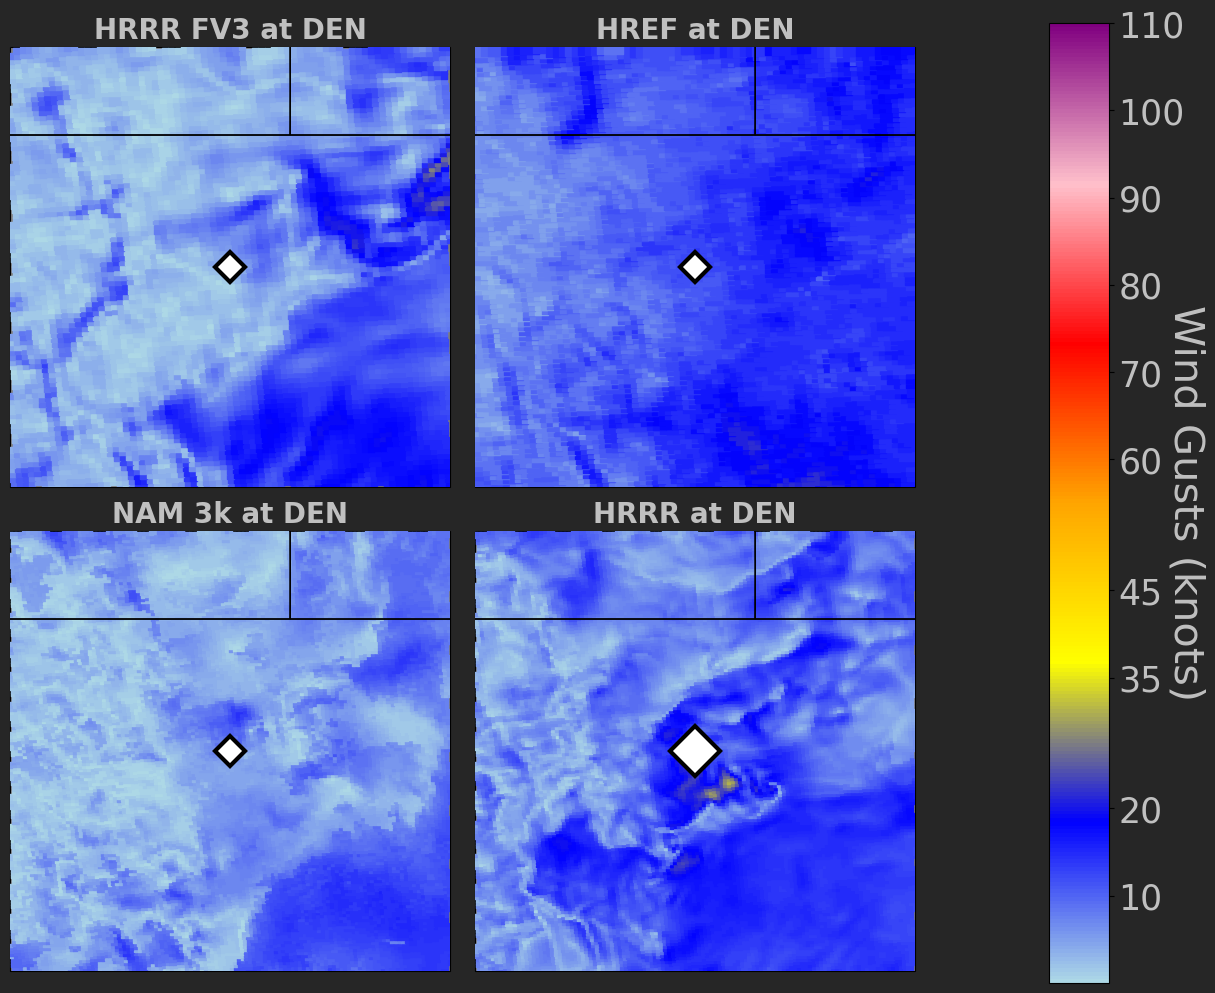 HRRR FV3 at DEN
HREF at DEN
NAM 3k at DEN
HRRR at DEN
110
100
90
80
70
60
45
35
20
10
Wind Gusts (knots)